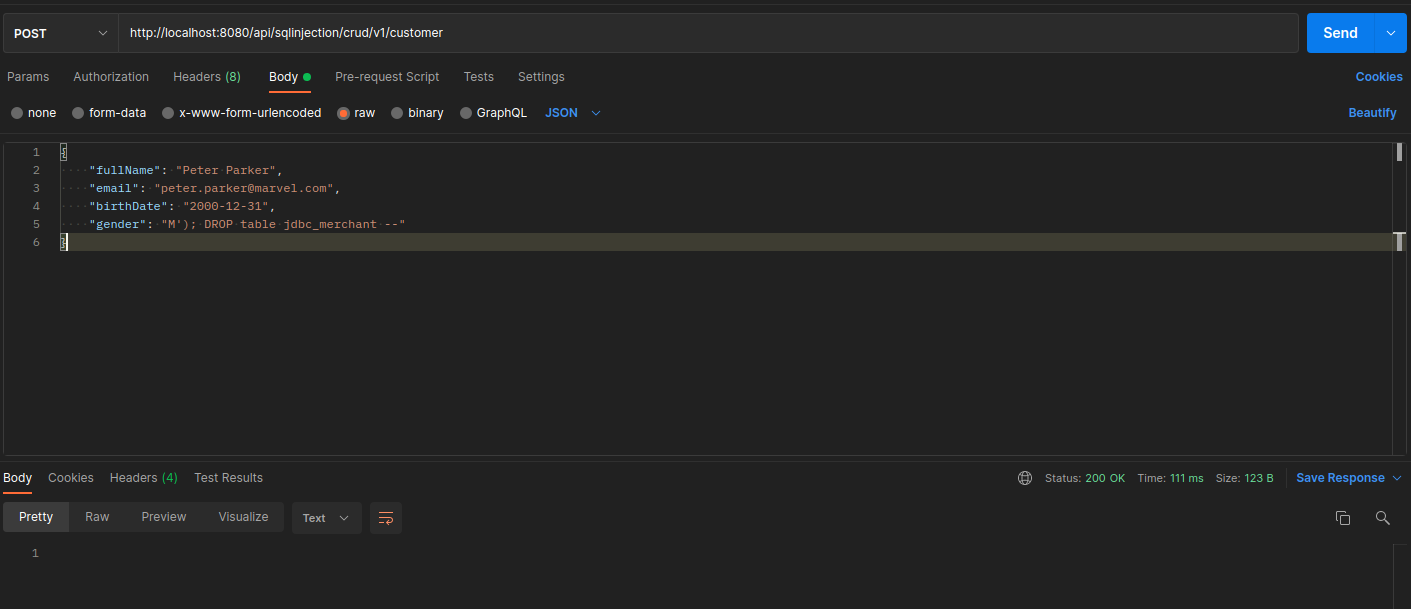 POST http://localhost:8080/api/sqlinjection/crud/v1/customer Send
Params Authorization Headers (8) Body Pre-request Script Tests Settings Cookies
none form-data x-www-form-urlencoded raw binary GraphQL JSON Beautify
1 {
2 "fullName": "Peter Parker",
3 "email": "peter.parker@marvel.com",
4 "birthDate": "2000-12-31",
5 "gender": "M'); DROP table jdbc_merchant --"
6 }
Body Cookies Headers (4) Test Results Status: 200 OK Time: 111 ms Size: 123 B Save Response
Pretty Raw Preview Visualize Text
1